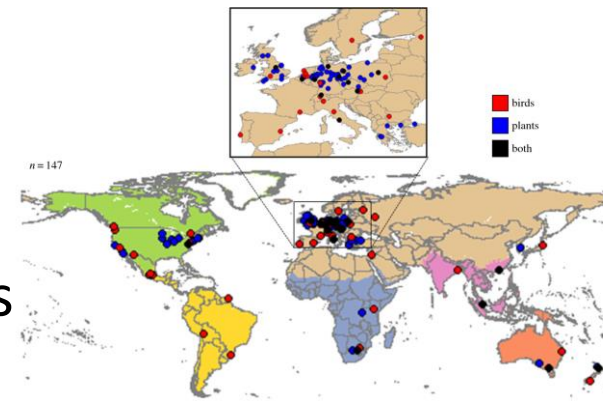 birds
plants
both
n = 147
s